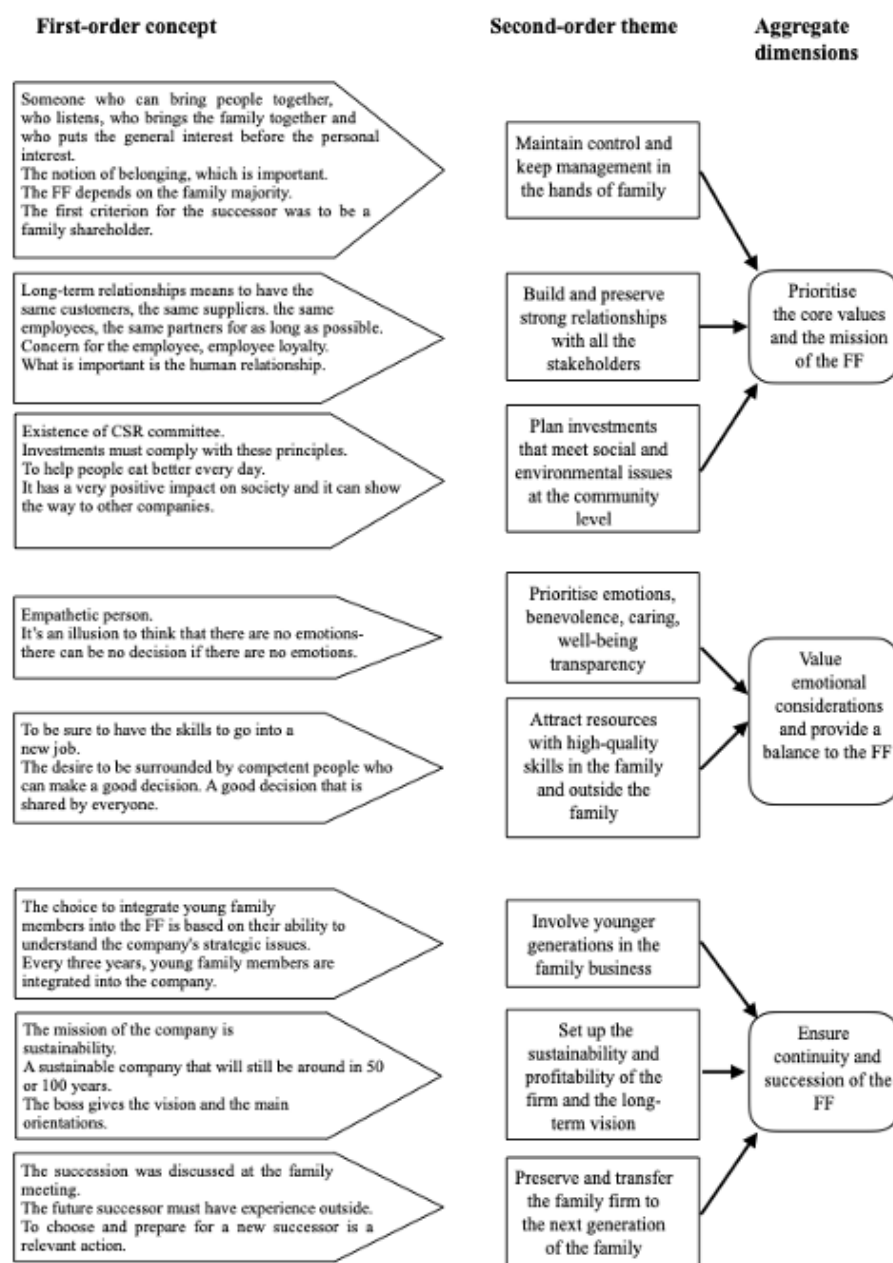 First-order concept
Second-order theme
Aggregate
dimensions
Someone who can bring people together,
who listens, who brings the family together and
who puts the general interest before the personal
interest.
The notion of belonging, which is important.
The FF depends on the family majority.
The first criterion for the successor was to be a
family shareholder.
Maintain control and
keep management in
the hands of family
Long-term relationships means to have the
same customers, the same suppliers. the same
employees, the same partners for as long as possible.
Concern for the employee, employee loyalty.
What is important is the human relationship.
Build and preserve
strong relationships
with all the
stakeholders
Prioritise
the core values
and the mission
of the FF
Existence of CSR committee.
Investments must comply with these principles.
To help people eat better every day.
It has a very positive impact on society and it can show
the way to other companies.
Plan investments
that meet social and
environmental issues
at the community
level
Empathetic person.
It's an illusion to think that there are no emotions-
there can be no decision if there are no emotions.
Prioritise emotions,
benevolence, caring,
well-being
transparency
Value
emotional
considerations
and provide a
balance to the FF
To be sure to have the skills to go into a
new job.
The desire to be surrounded by competent people who
can make a good decision. A good decision that is
shared by everyone.
Attract resources
with high-quality
skills in the family
and outside the
family
The choice to integrate young family
members into the FF is based on their ability to
understand the company's strategic issues.
Every three years, young family members are
integrated into the company.
Involve younger
generations in the
family business
The mission of the company is
sustainability.
A sustainable company that will still be around in 50
or 100 years.
The boss gives the vision and the main
orientations.
Set up the
sustainability and
profitability of the
firm and the long-
term vision
Ensure
continuity and
succession of the
FF
The succession was discussed at the family
meeting.
The future successor must have experience outside.
To choose and prepare for a new successor is a
relevant action.
Preserve and transfer
the family firm to
the next generation
of the family